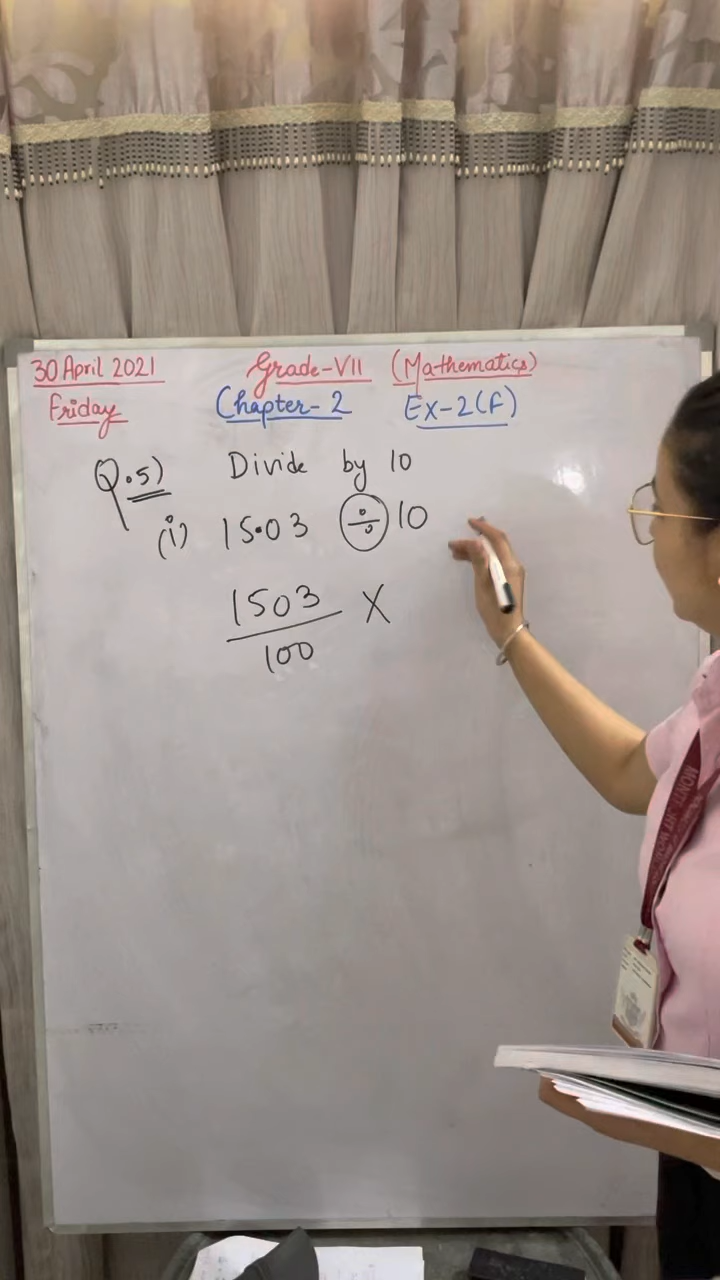 30 April 2021 Grade-VII (Mathematics)
Friday Chapter-2 Ex-2(F)
Q.5) Divide by 10
(i) 15.03 ÷ 10
1503 X
100